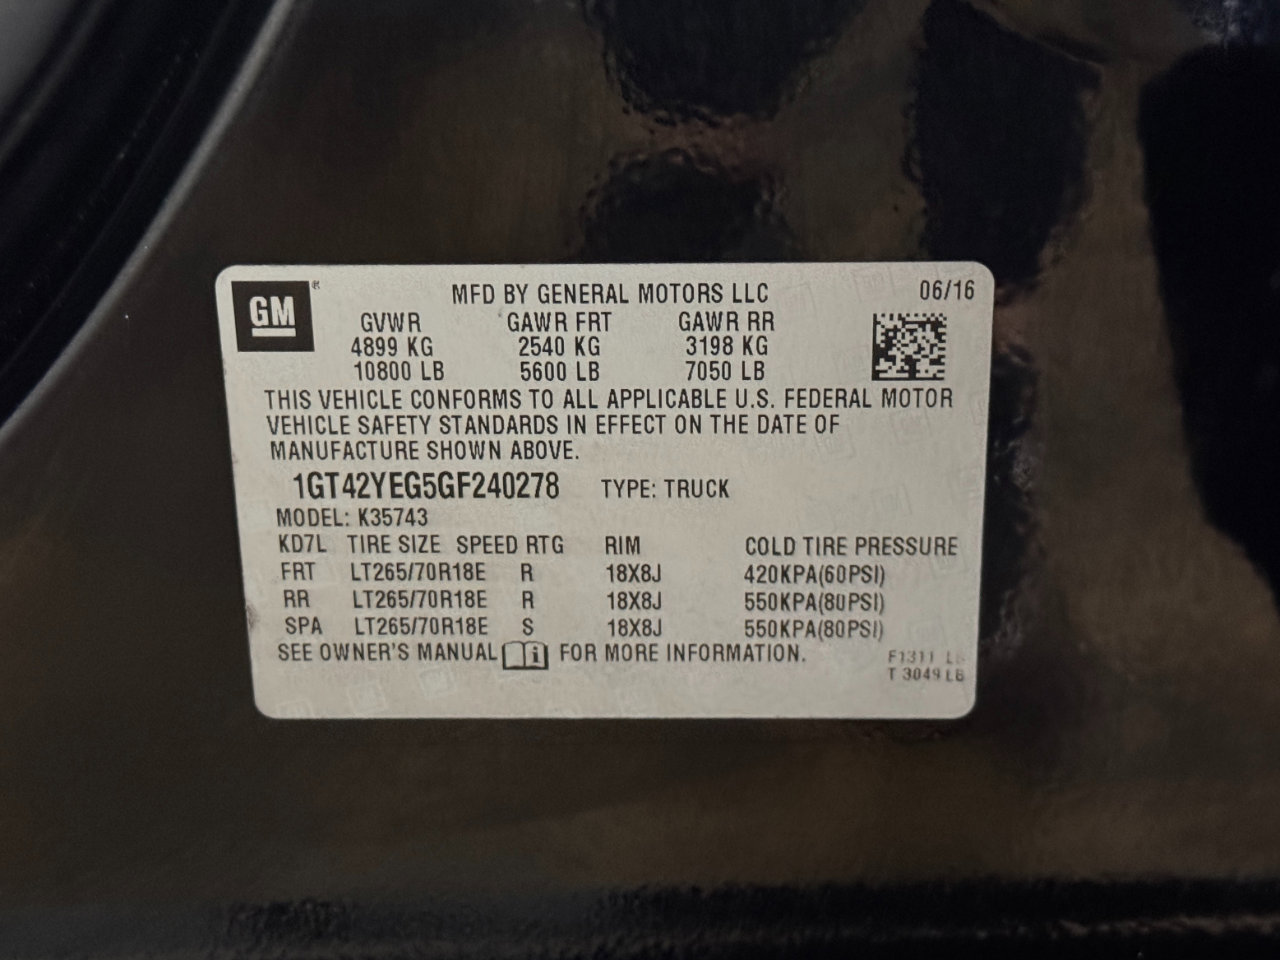 GM ®
MFD BY GENERAL MOTORS LLC 06/16
GVWR GAWR FRT GAWR RR
4899 KG 2540 KG 3198 KG
10800 LB 5600 LB 7050 LB
THIS VEHICLE CONFORMS TO ALL APPLICABLE U.S. FEDERAL MOTOR
VEHICLE SAFETY STANDARDS IN EFFECT ON THE DATE OF
MANUFACTURE SHOWN ABOVE.
1GT42YEG5GF240278 TYPE: TRUCK
MODEL: K35743
KD7L TIRE SIZE SPEED RTG RIM COLD TIRE PRESSURE
FRT LT265/70R18E R 18X8J 420KPA(60PSI)
RR LT265/70R18E R 18X8J 550KPA(80PSI)
SPA LT265/70R18E S 18X8J 550KPA(80PSI)
SEE OWNER'S MANUAL i FOR MORE INFORMATION.
F1311
T 3049 LB